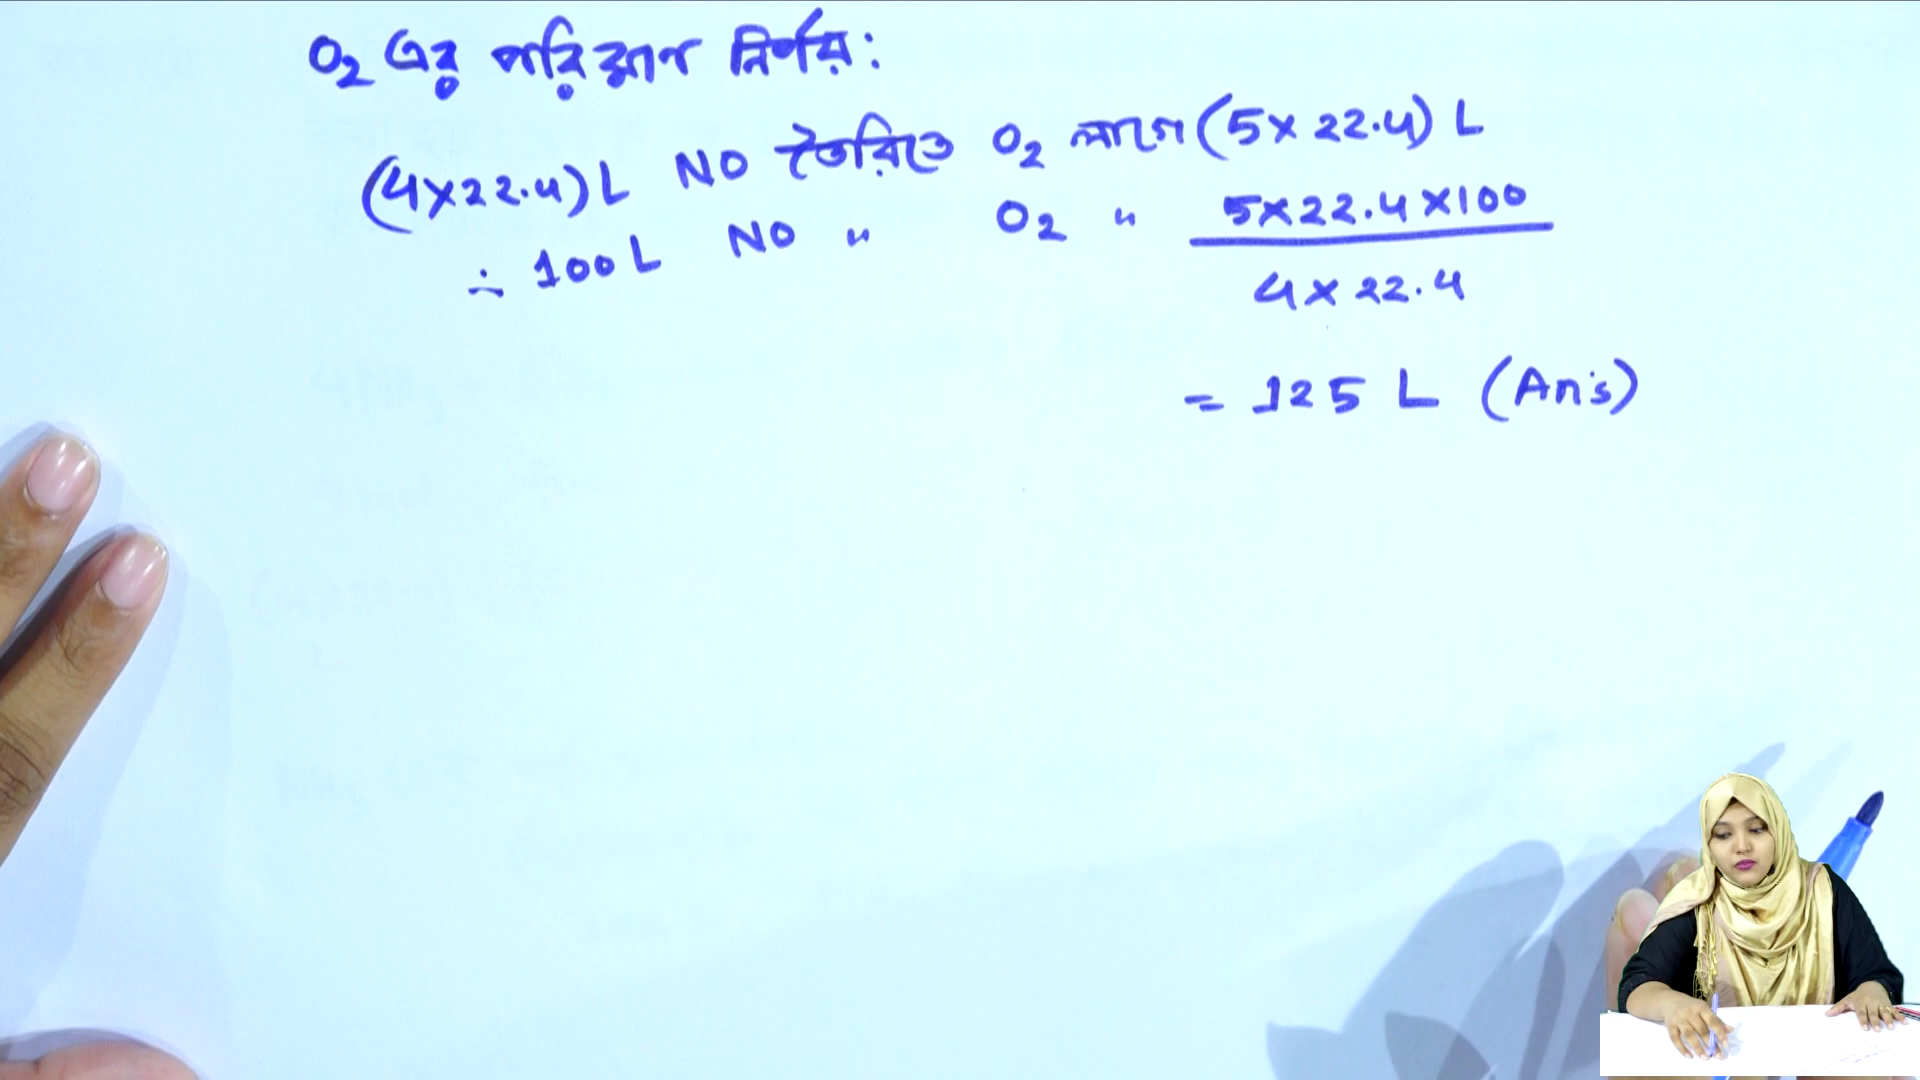 O₂ এর পরিমাণ নির্ণয়:
(4×22.4) L NO তৈরিতে O₂ লাগে (5×22.4) L
∴ 100 L NO " O₂ " 5×22.4×100
4×22.4
= 125 L (Ans)